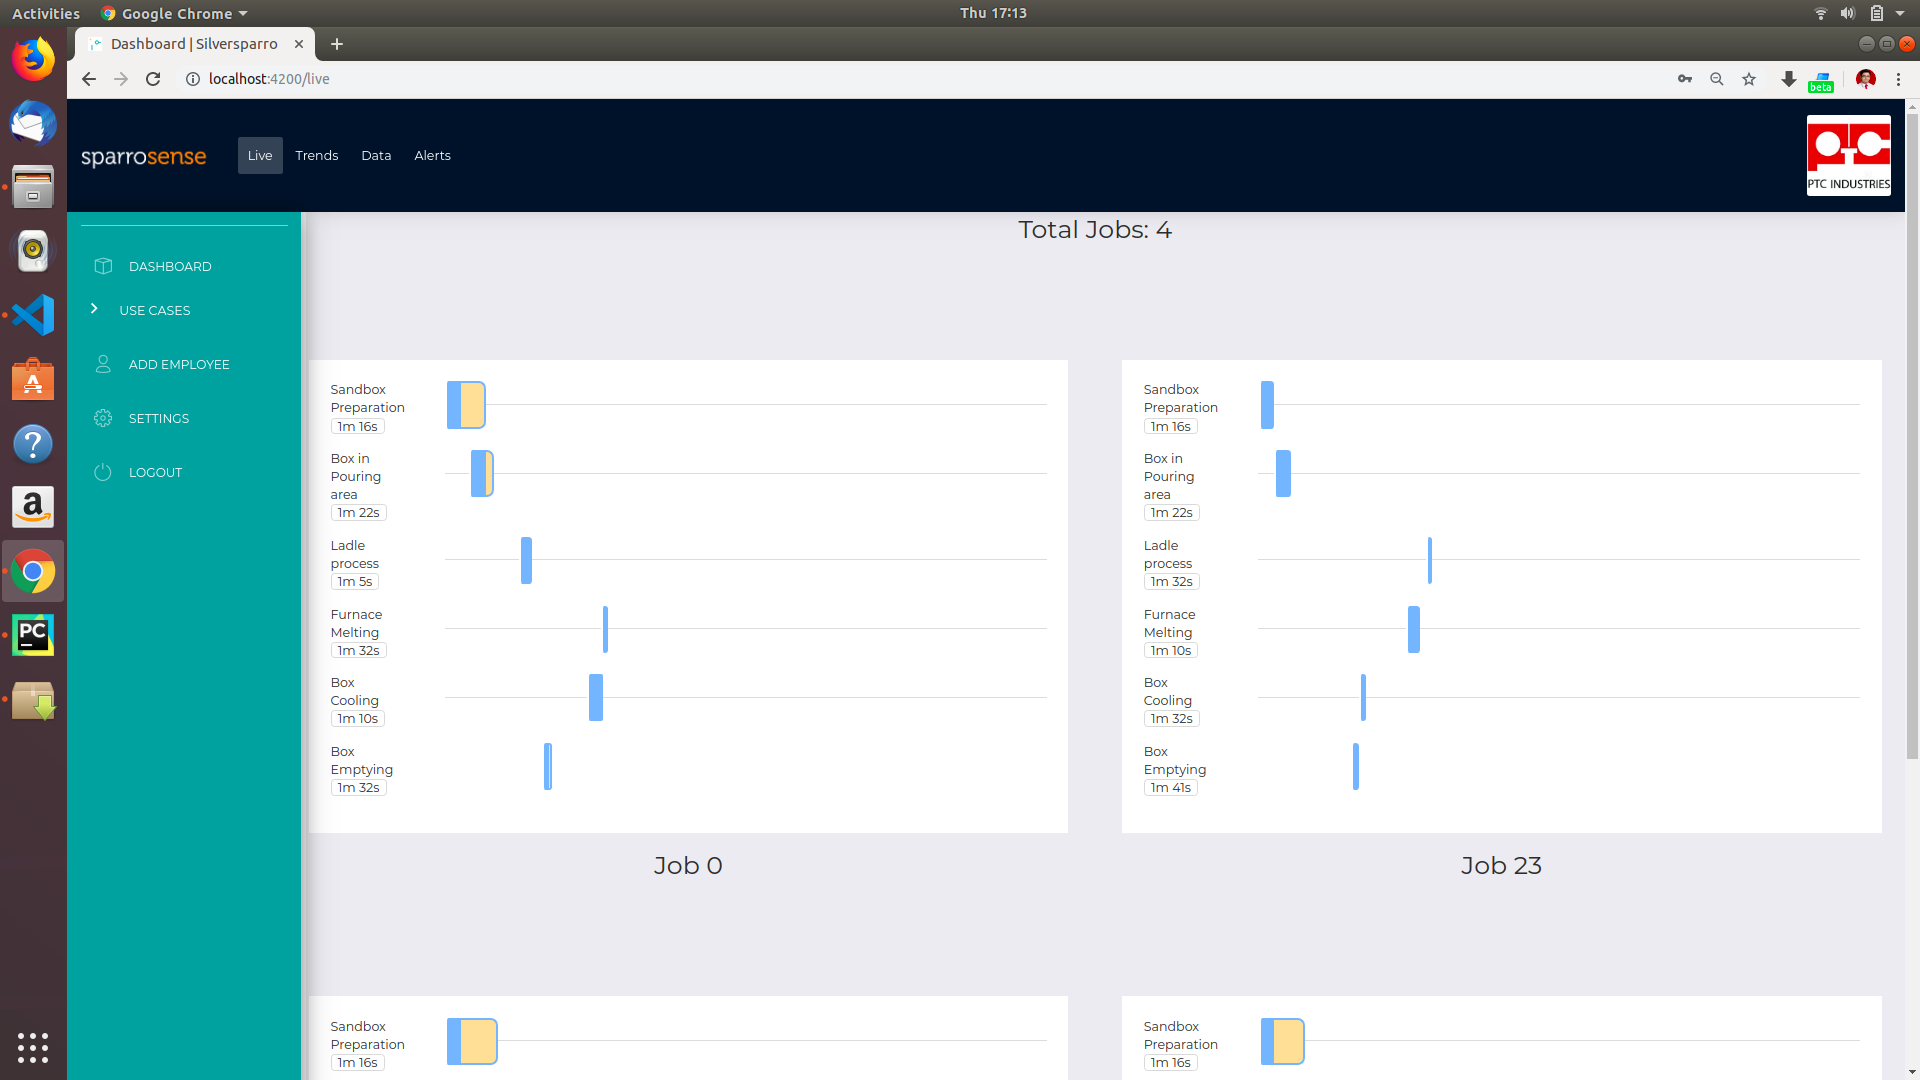 Activities
Google Chrome
Thu 17:13
Dashboard | Silversparro
localhost:4200/live
beta
sparrosense
Live
Trends
Data
Alerts
PTC INDUSTRIES
DASHBOARD
USE CASES
ADD EMPLOYEE
SETTINGS
LOGOUT
Total Jobs: 4
Sandbox
Preparation
1m 16s
Box in
Pouring
area
1m 22s
Ladle
process
1m 5s
Furnace
Melting
1m 32s
Box
Cooling
1m 10s
Box
Emptying
1m 32s
Job 0
Sandbox
Preparation
1m 16s
Box in
Pouring
area
1m 22s
Ladle
process
1m 32s
Furnace
Melting
1m 10s
Box
Cooling
1m 32s
Box
Emptying
1m 41s
Job 23
Sandbox
Preparation
1m 16s
Sandbox
Preparation
1m 16s
a
PC